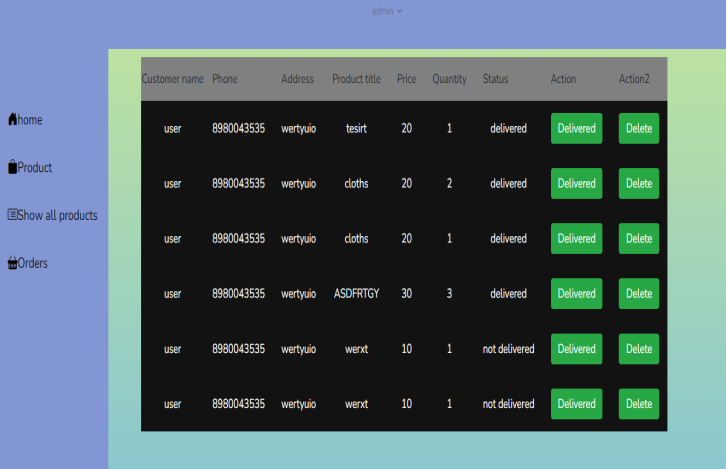 admin
home
Product
Show all products
Orders
Customer name Phone Address Product title Price Quantity Status Action Action2
user 8980043535 wertyuio tesirt 20 1 delivered Delivered Delete
user 8980043535 wertyuio cloths 20 2 delivered Delivered Delete
user 8980043535 wertyuio cloths 20 1 delivered Delivered Delete
user 8980043535 wertyuio ASDFRTGY 30 3 delivered Delivered Delete
user 8980043535 wertyuio werxt 10 1 not delivered Delivered Delete
user 8980043535 wertyuio werxt 10 1 not delivered Delivered Delete